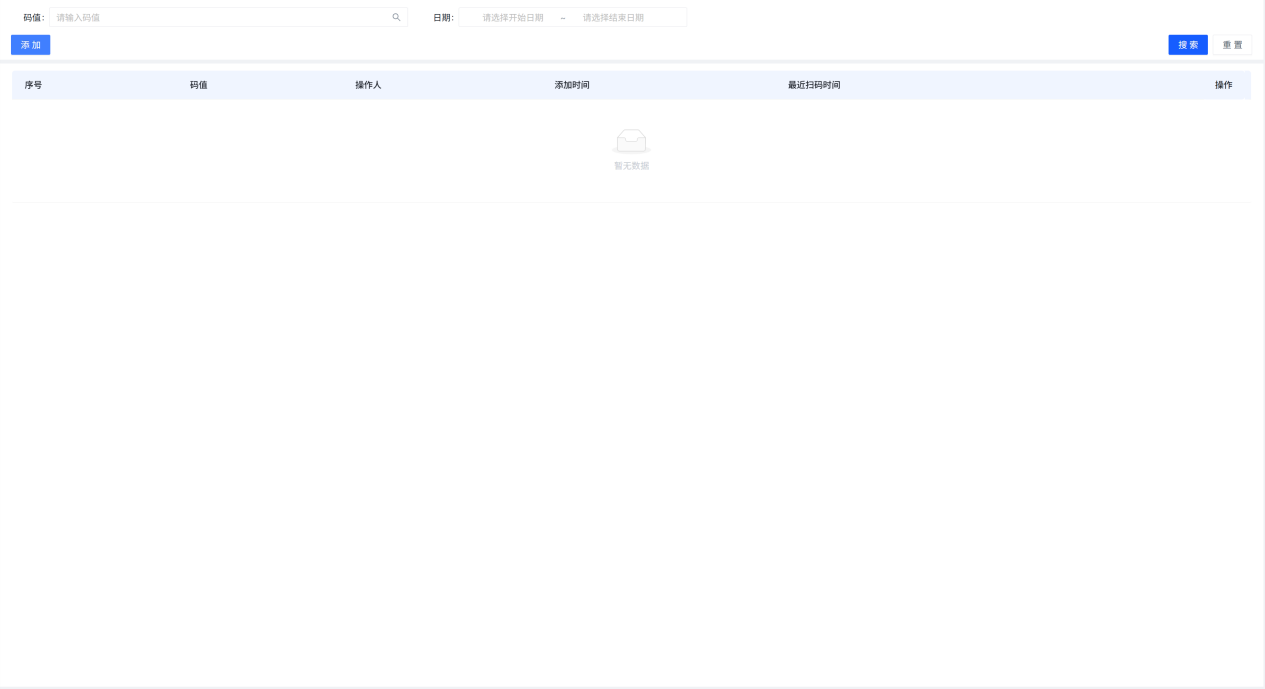 码值: 请输入码值 日期: 请选择开始日期 ~ 请选择结束日期
添 加 搜 索 重 置
序号 码值 操作人 添加时间 最近扫码时间 操作
暂无数据